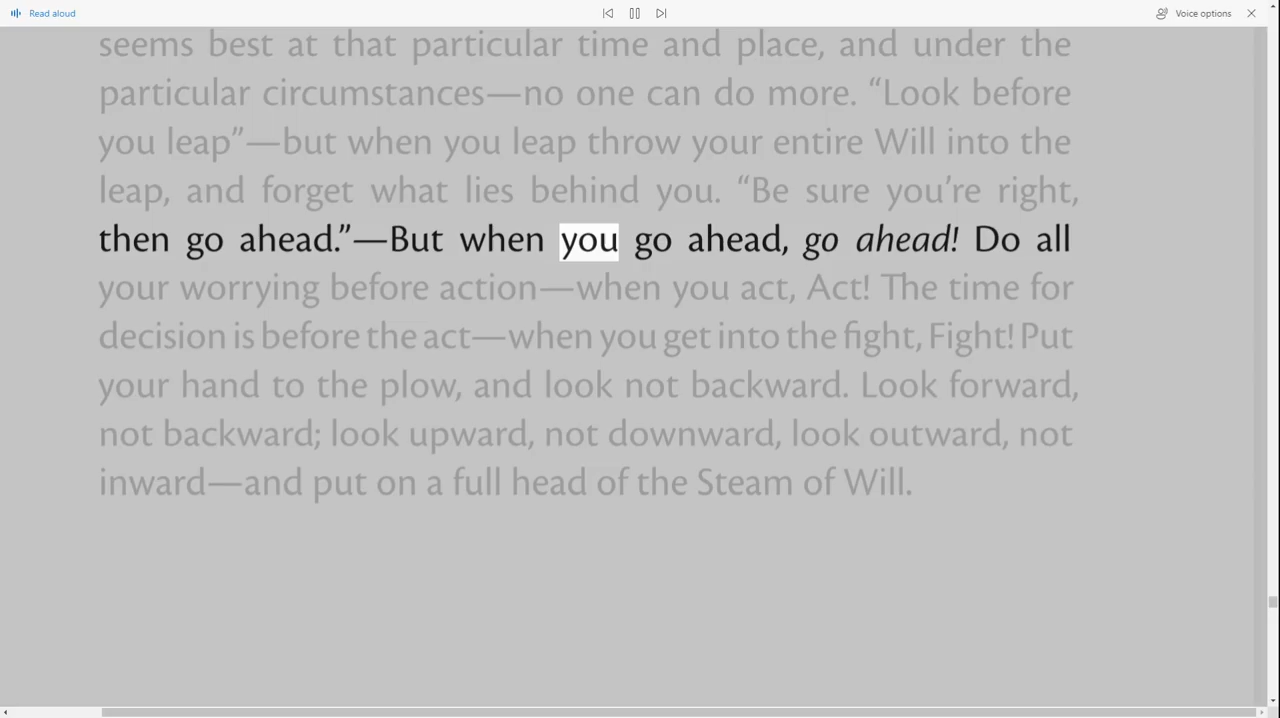 Read aloud
Voice options
seems best at that particular time and place, and under the
particular circumstances—no one can do more. “Look before
you leap”—but when you leap throw your entire Will into the
leap, and forget what lies behind you. “Be sure you’re right,
then go ahead.”—But when you go ahead, go ahead! Do all
your worrying before action—when you act, Act! The time for
decision is before the act—when you get into the fight, Fight! Put
your hand to the plow, and look not backward. Look forward,
not backward; look upward, not downward, look outward, not
inward—and put on a full head of the Steam of Will.